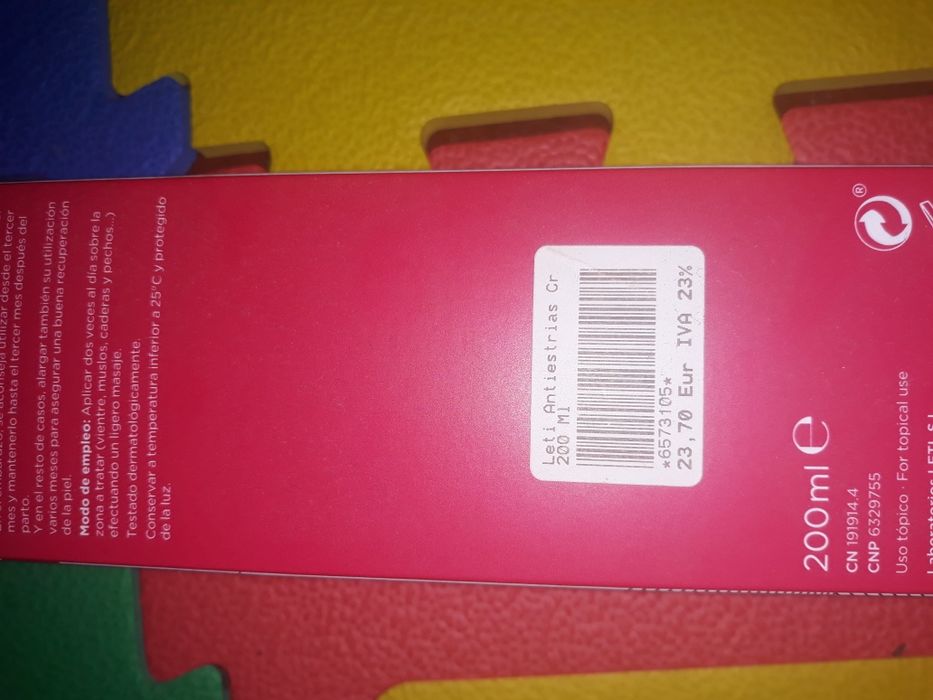 mes y mantenerlo hasta el tercer mes después del
parto.
Y en el resto de casos, alargar también su utilización
varios meses para asegurar una buena recuperación
de la piel.
Modo de empleo: Aplicar dos veces al día sobre la
zona a tratar (vientre, muslos, caderas y pechos...)
efectuando un ligero masaje.
Testado dermatológicamente.
Conservar a temperatura inferior a 25°C y protegido
de la luz.
Leti Antiestrias Cr
200 Ml
*6573105*
23,70 Eur IVA 23%
®
200 ml e
CN 191914.4
CNP 6329755
Uso tópico · For topical use
Laboratorios LETI, S.L.